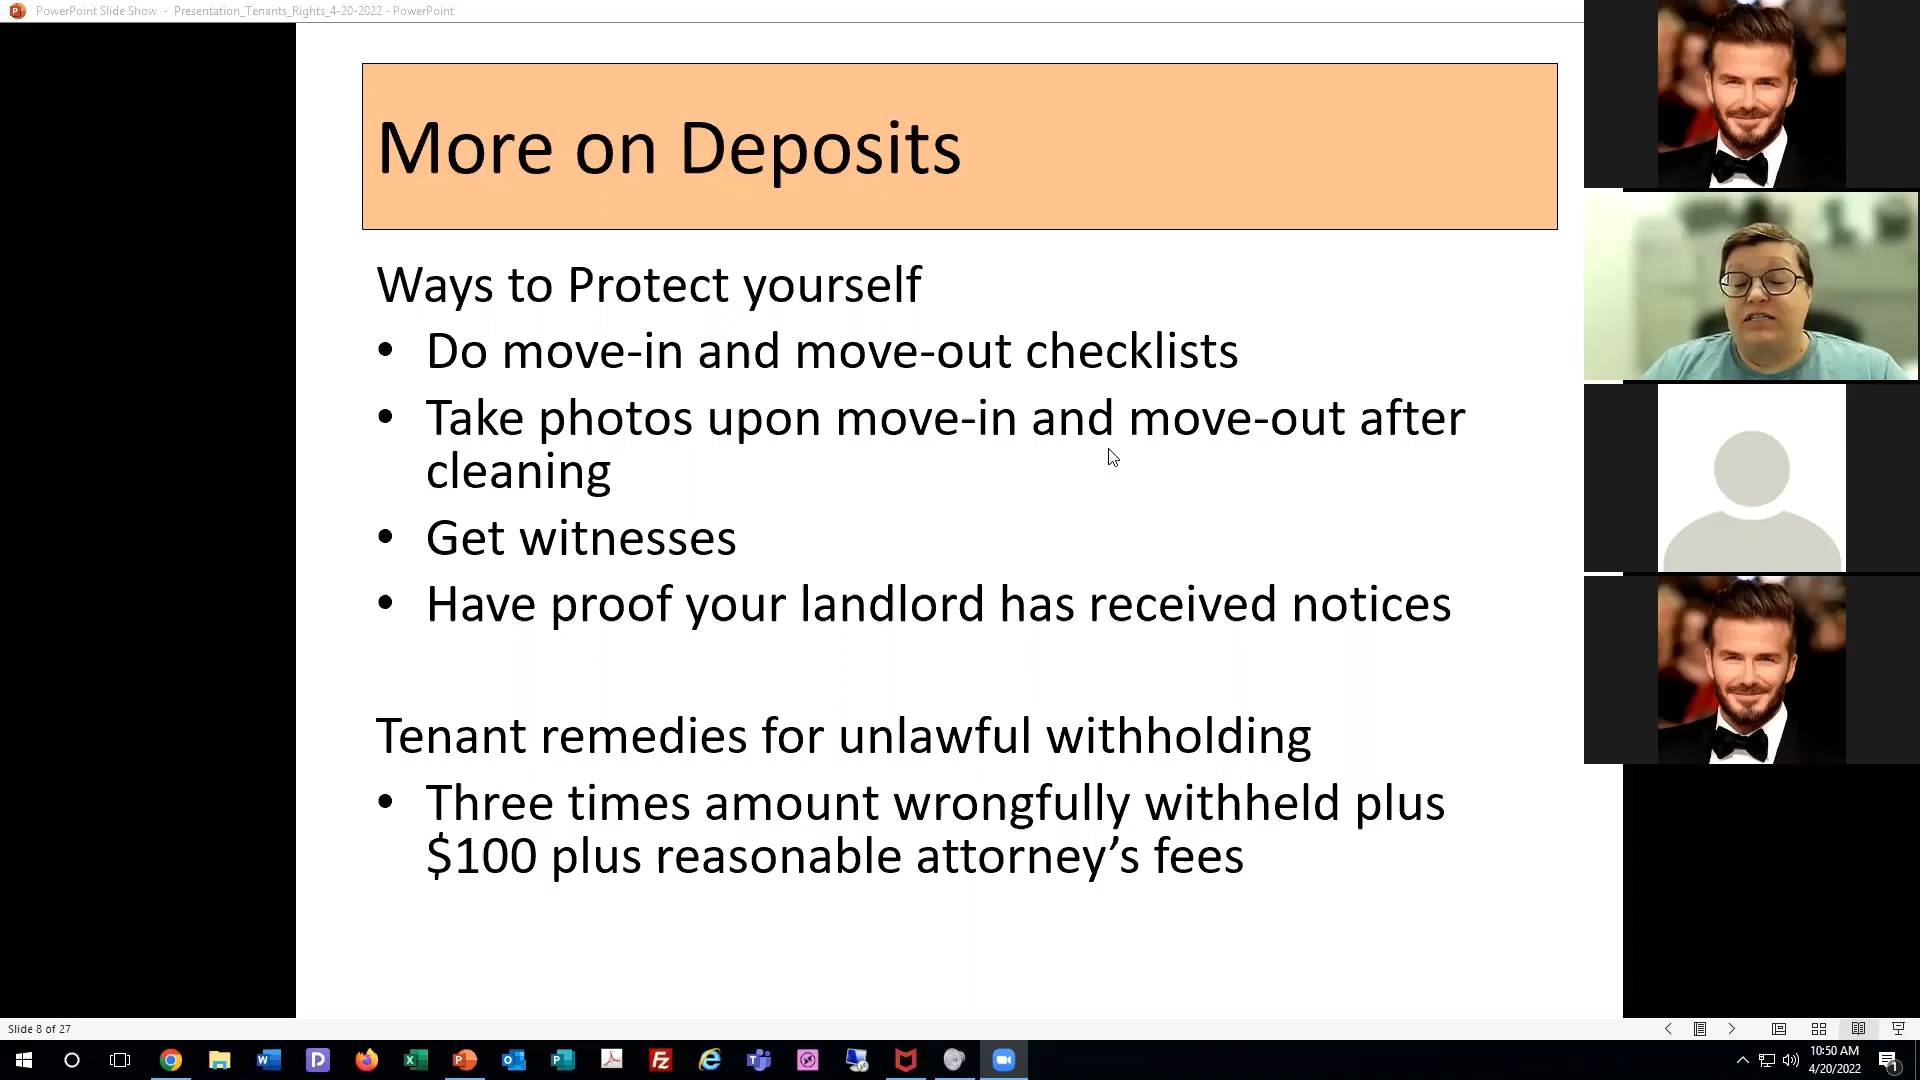 PowerPoint Slide Show - Presentation_Tenants_Rights_4-20-2022 - PowerPoint
More on Deposits
Ways to Protect yourself
• Do move-in and move-out checklists
• Take photos upon move-in and move-out after
cleaning
• Get witnesses
• Have proof your landlord has received notices
Tenant remedies for unlawful withholding
• Three times amount wrongfully withheld plus
$100 plus reasonable attorney’s fees
Slide 8 of 27
10:50 AM
4/20/2022